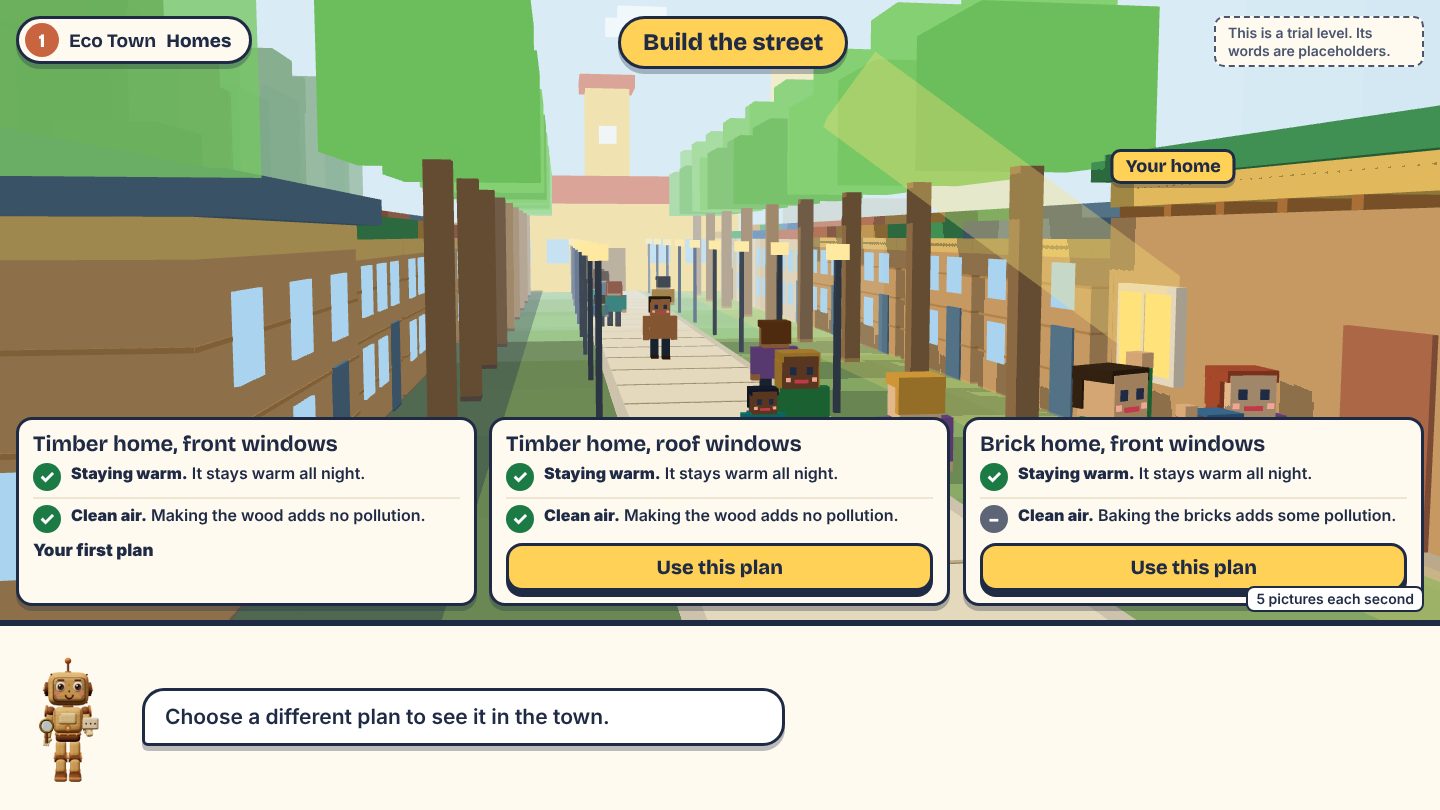 1 Eco Town Homes
Build the street
This is a trial level. Its
words are placeholders.
Your home
Timber home, front windows
Staying warm. It stays warm all night.
Clean air. Making the wood adds no pollution.
Your first plan
Timber home, roof windows
Staying warm. It stays warm all night.
Clean air. Making the wood adds no pollution.
Use this plan
Brick home, front windows
Staying warm. It stays warm all night.
Clean air. Baking the bricks adds some pollution.
Use this plan
5 pictures each second
Choose a different plan to see it in the town.